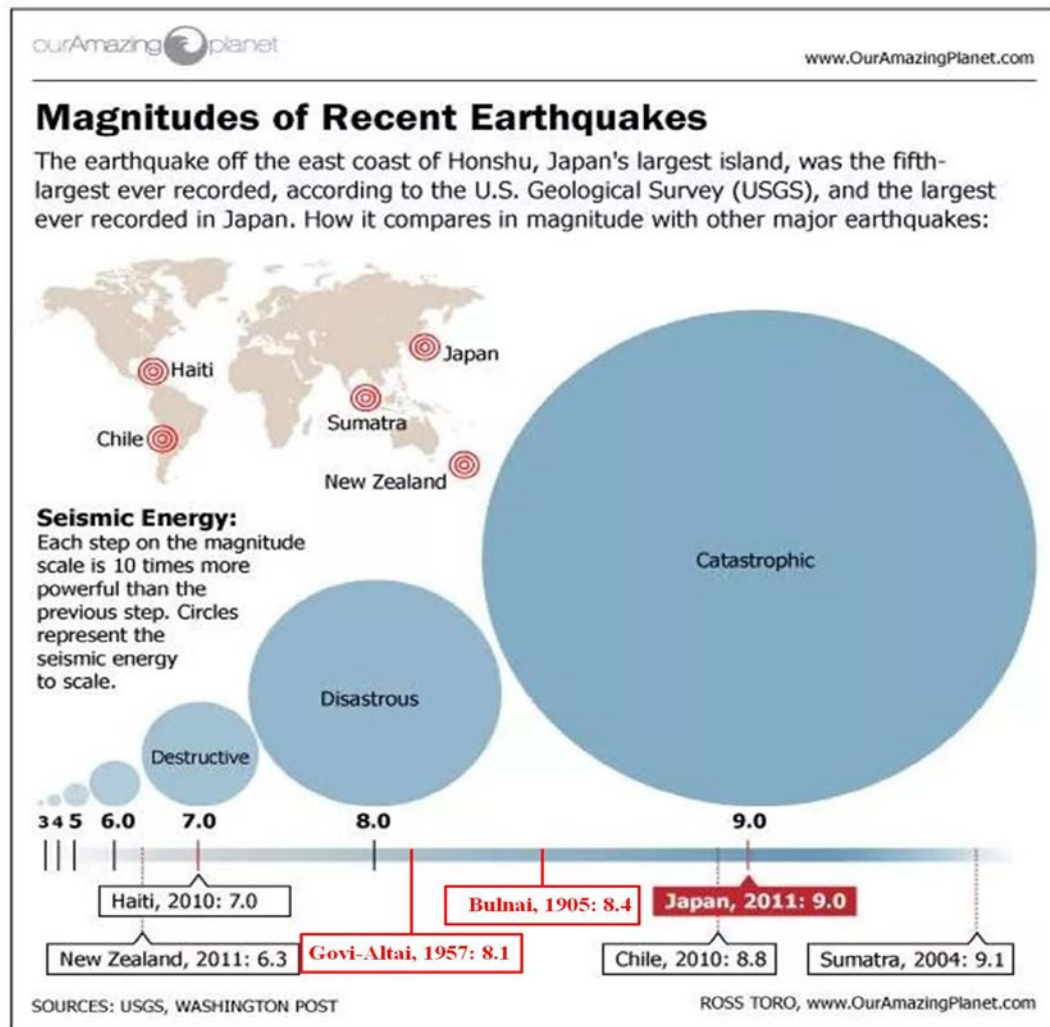 ourAmazing planet
www.OurAmazingPlanet.com
Magnitudes of Recent Earthquakes
The earthquake off the east coast of Honshu, Japan's largest island, was the fifth-
largest ever recorded, according to the U.S. Geological Survey (USGS), and the largest
ever recorded in Japan. How it compares in magnitude with other major earthquakes:
Haiti
Japan
Sumatra
Chile
New Zealand
Seismic Energy:
Each step on the magnitude
scale is 10 times more
powerful than the
previous step. Circles
represent the
seismic energy
to scale.
Catastrophic
Disastrous
Destructive
3 4 5 6.0 7.0 8.0 9.0
Haiti, 2010: 7.0
Bulnai, 1905: 8.4
Japan, 2011: 9.0
New Zealand, 2011: 6.3
Govi-Altai, 1957: 8.1
Chile, 2010: 8.8
Sumatra, 2004: 9.1
SOURCES: USGS, WASHINGTON POST
ROSS TORO, www.OurAmazingPlanet.com